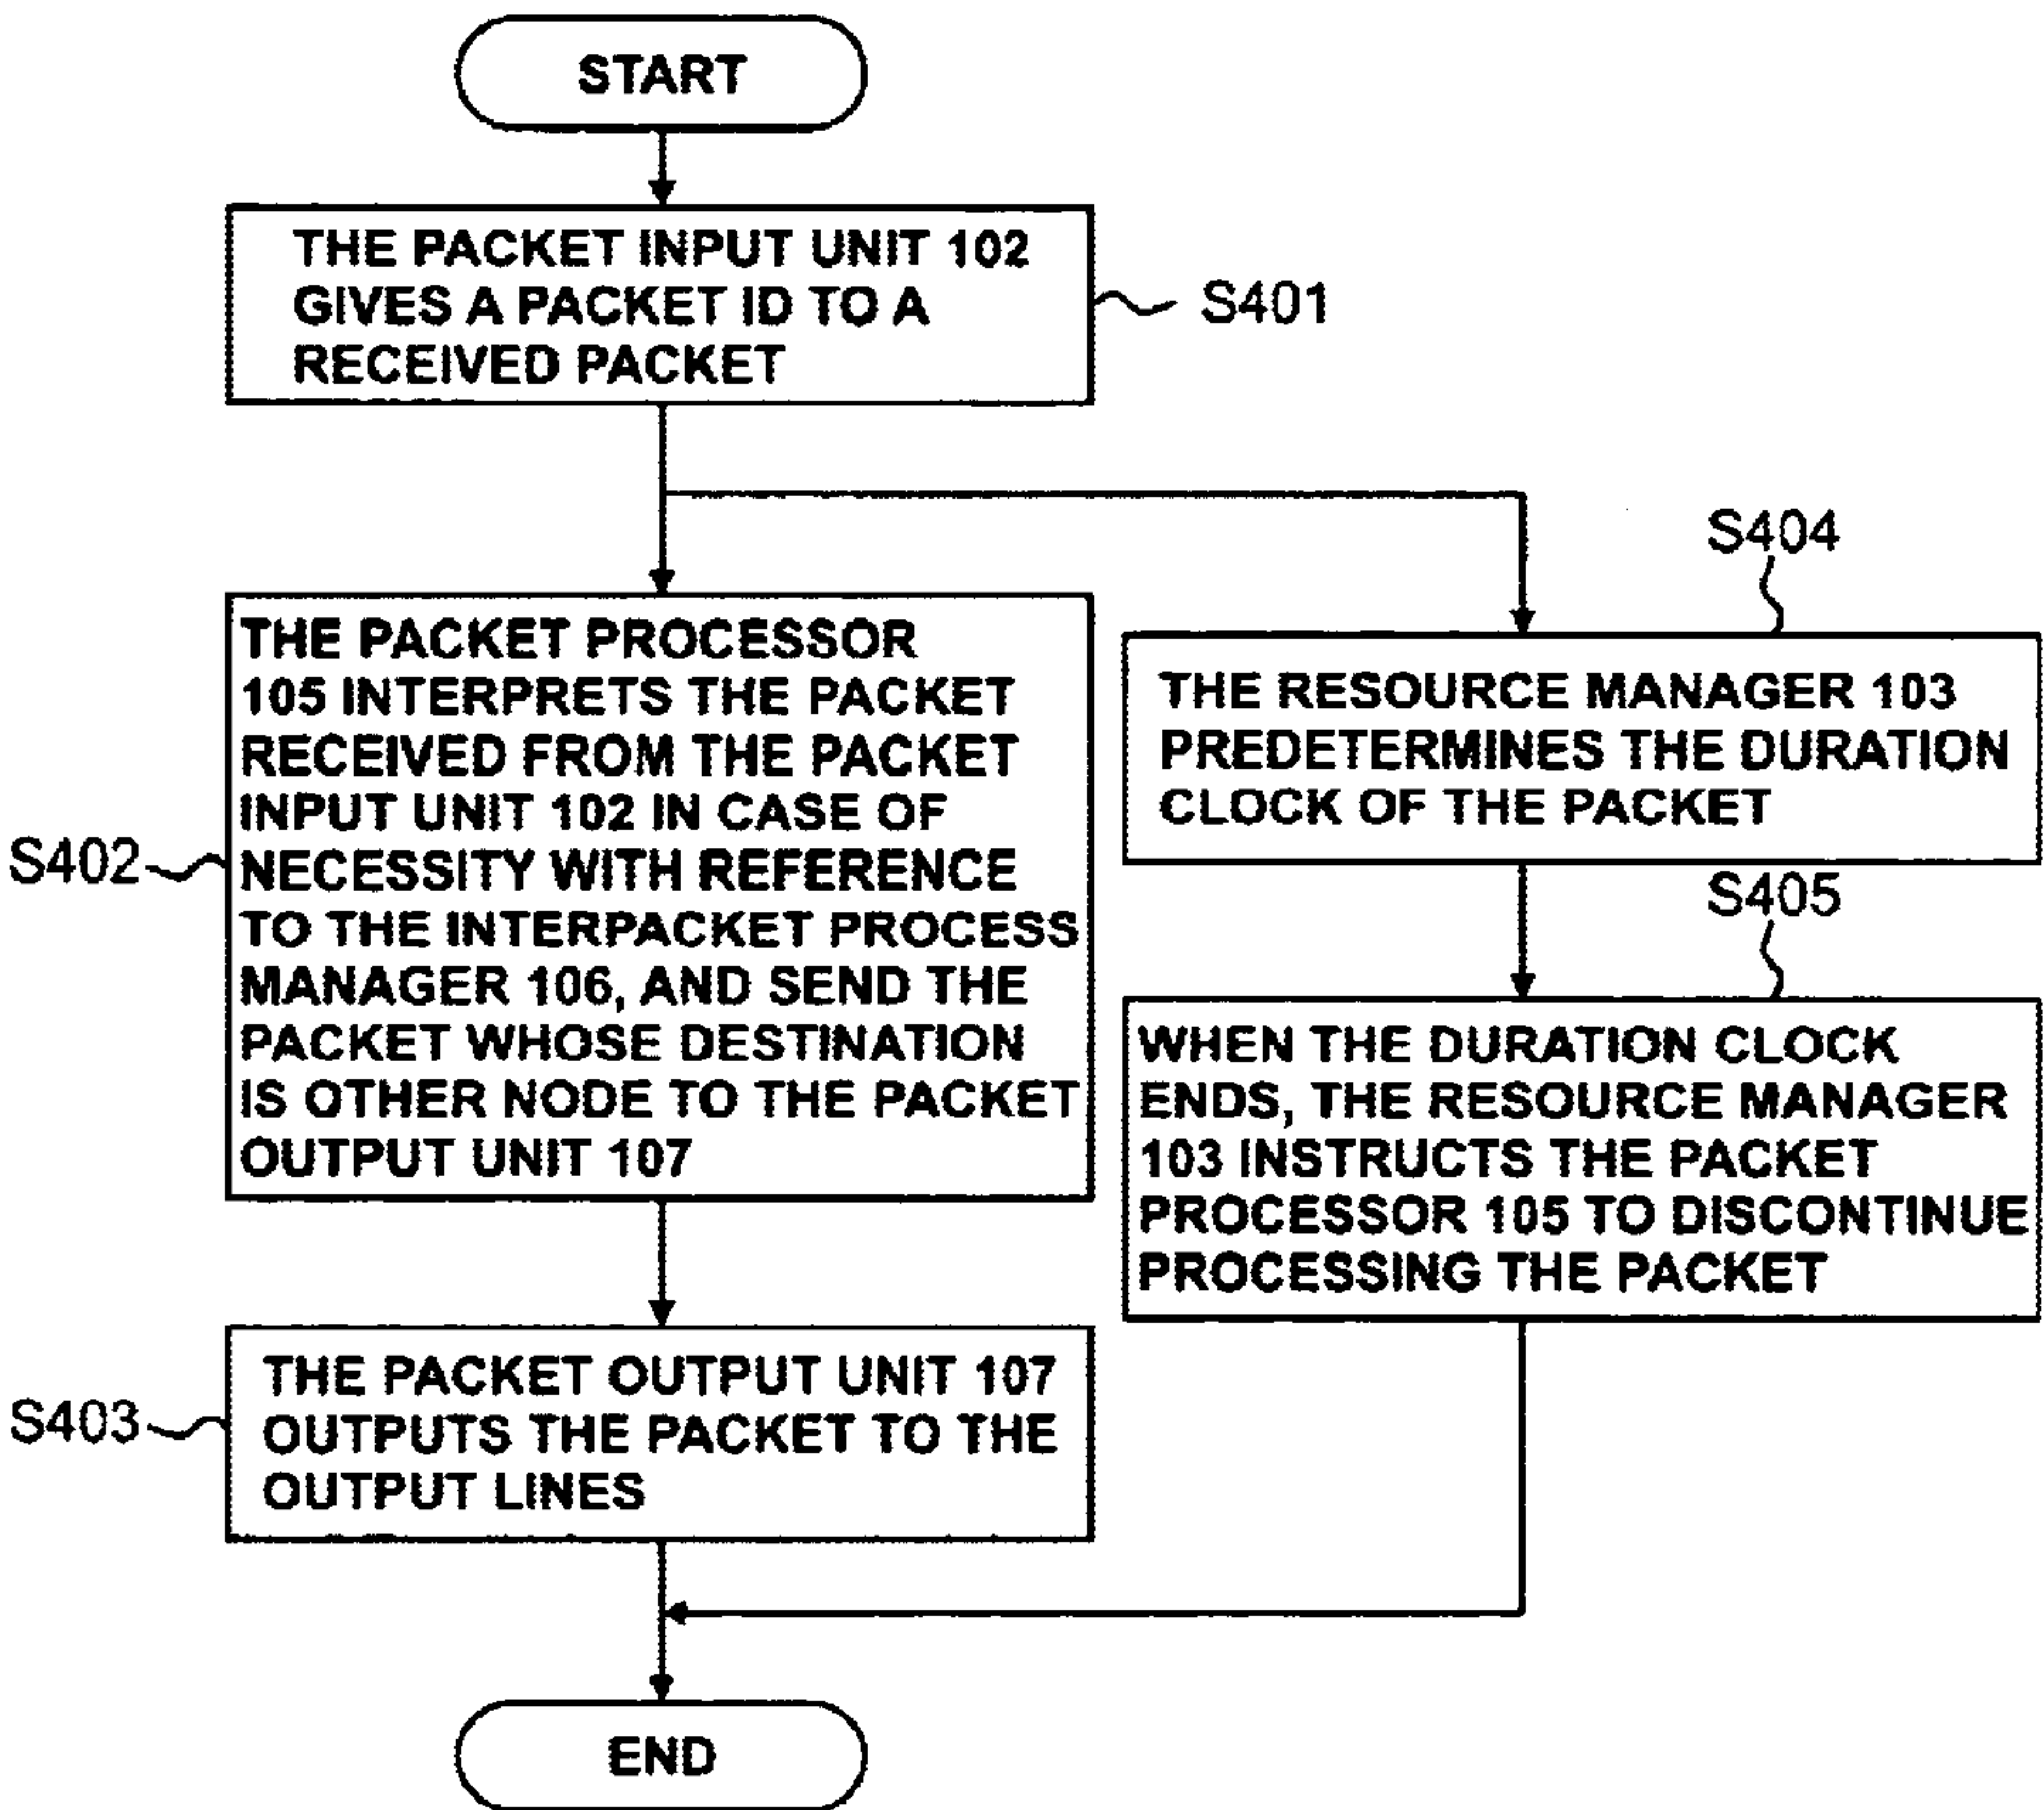 START
THE PACKET INPUT UNIT 102
GIVES A PACKET ID TO A
RECEIVED PACKET
S401
S402
THE PACKET PROCESSOR
105 INTERPRETS THE PACKET
RECEIVED FROM THE PACKET
INPUT UNIT 102 IN CASE OF
NECESSITY WITH REFERENCE
TO THE INTERPACKET PROCESS
MANAGER 106, AND SEND THE
PACKET WHOSE DESTINATION
IS OTHER NODE TO THE PACKET
OUTPUT UNIT 107
S404
THE RESOURCE MANAGER 103
PREDETERMINES THE DURATION
CLOCK OF THE PACKET
S405
WHEN THE DURATION CLOCK
ENDS, THE RESOURCE MANAGER
103 INSTRUCTS THE PACKET
PROCESSOR 105 TO DISCONTINUE
PROCESSING THE PACKET
S403
THE PACKET OUTPUT UNIT 107
OUTPUTS THE PACKET TO THE
OUTPUT LINES
END